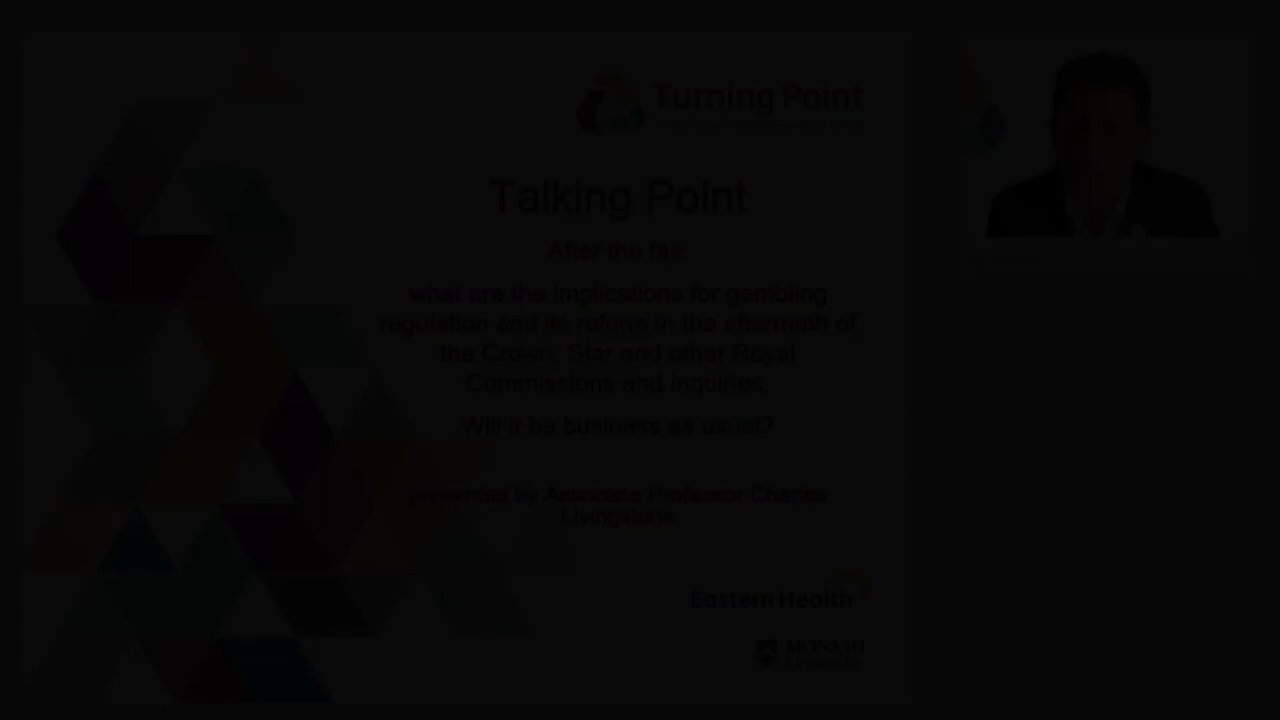 Turning Point
Talking Point
After the fall:
what are the implications for gambling
regulation and its reform in the aftermath of
the Crown, Star and other Royal
Commissions and inquiries.
Will it be business as usual?
presented by Associate Professor Charles
Livingstone
Eastern Health
MONASH
University